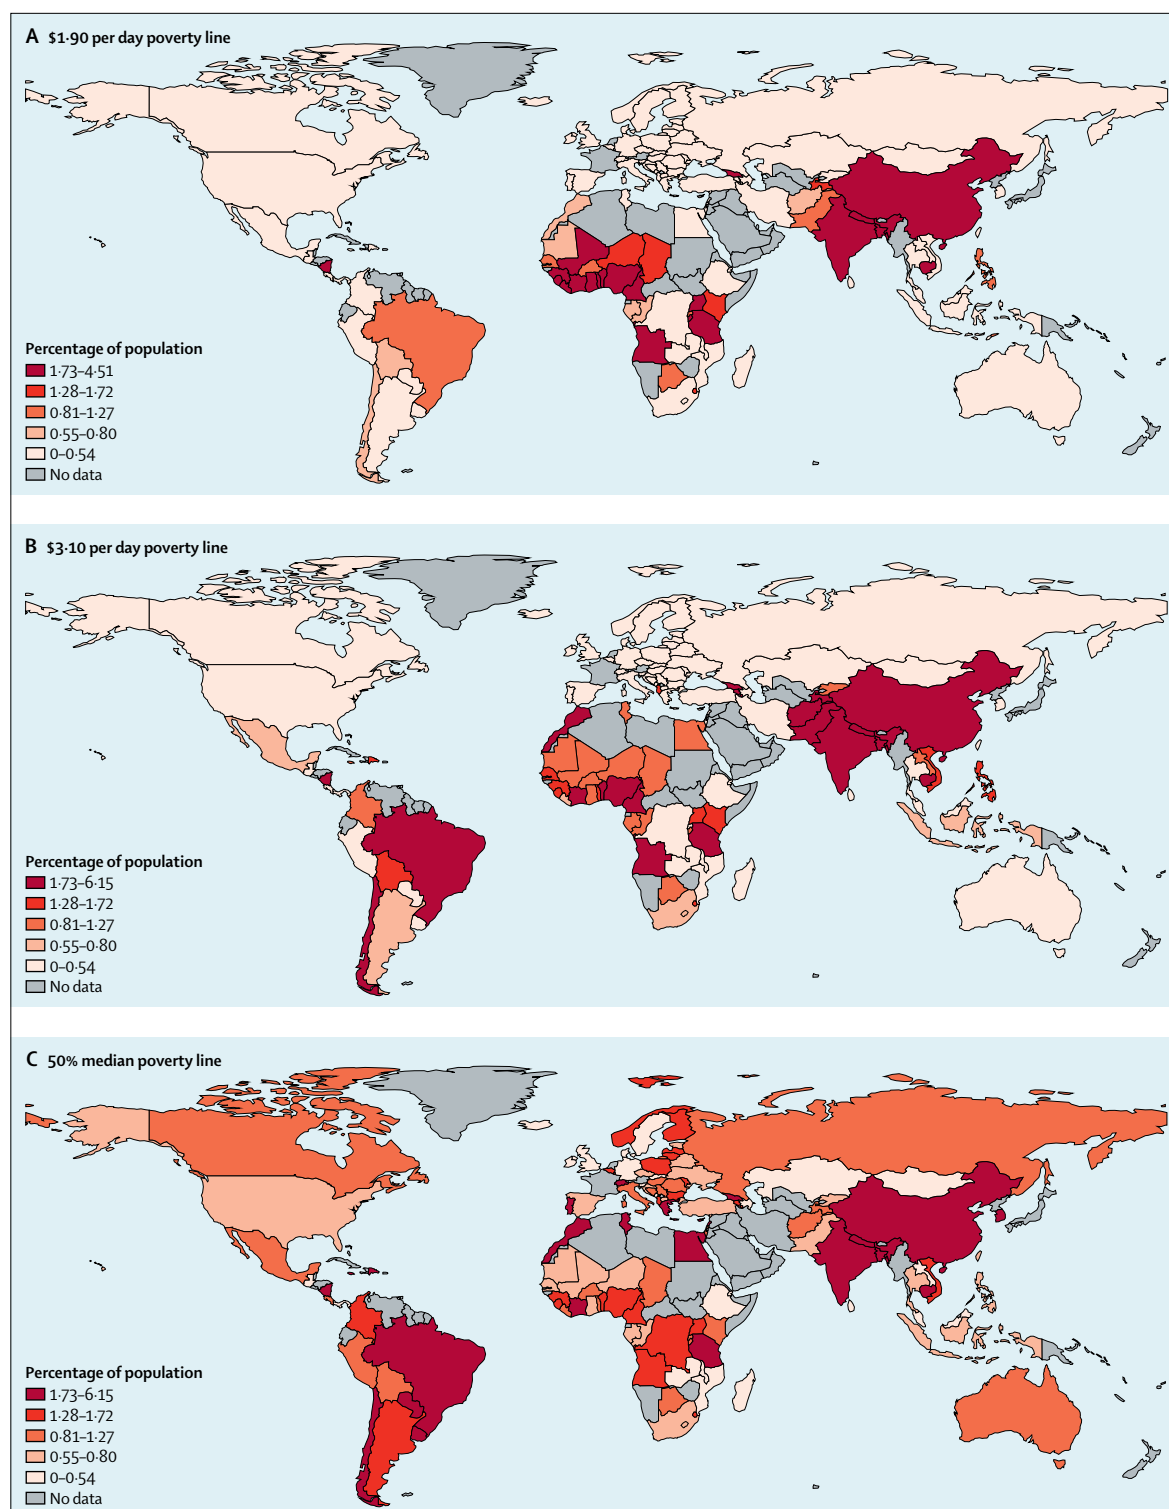 A $1·90 per day poverty line
Percentage of population
1·73–4·51
1·28–1·72
0·81–1·27
0·55–0·80
0–0·54
No data
B $3·10 per day poverty line
Percentage of population
1·73–6·15
1·28–1·72
0·81–1·27
0·55–0·80
0–0·54
No data
C 50% median poverty line
Percentage of population
1·73–6·15
1·28–1·72
0·81–1·27
0·55–0·80
0–0·54
No data